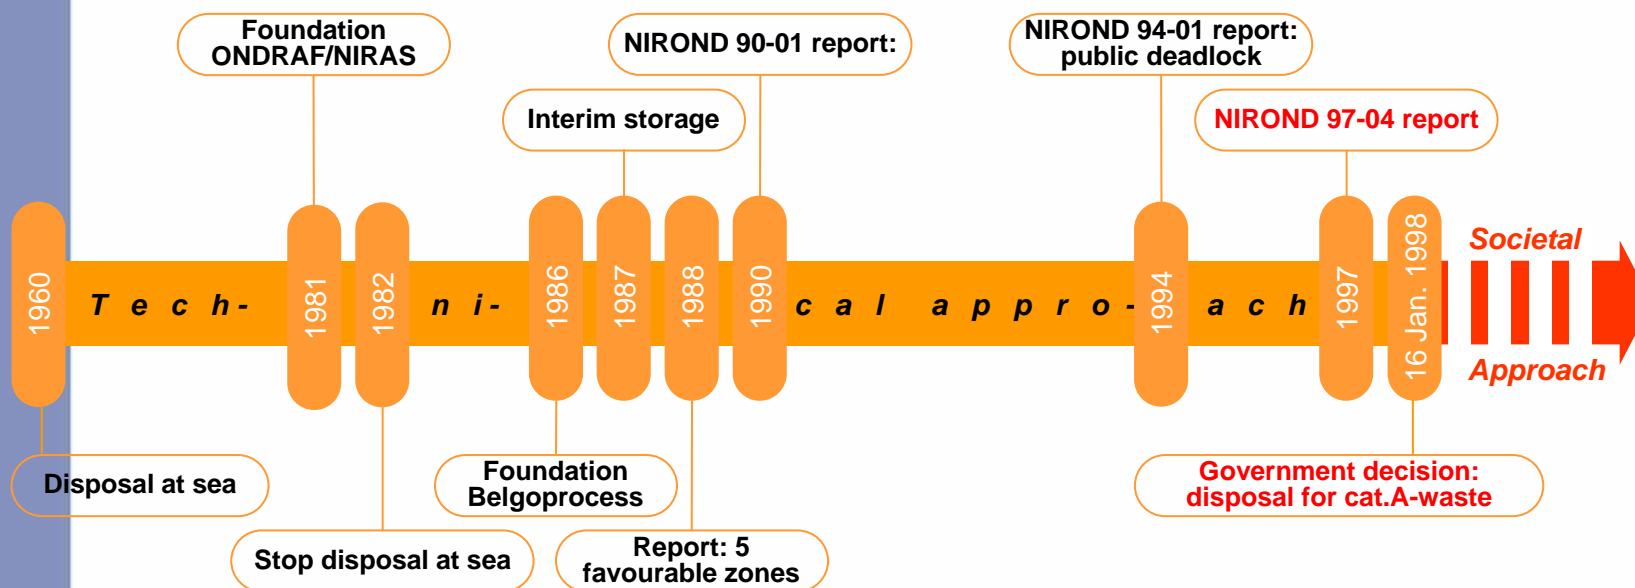 Foundation
ONDRAF/NIRAS
NIROND 90-01 report:
NIROND 94-01 report:
public deadlock
Interim storage
NIROND 97-04 report
1960
T e c h-
1981
1982
n i-
1986
1987
1988
1990
c a l a p p r o-
1994
a c h
1997
16 Jan. 1998
Societal
Approach
Disposal at sea
Foundation
Belgoprocess
Government decision:
disposal for cat.A-waste
Stop disposal at sea
Report: 5
favourable zones